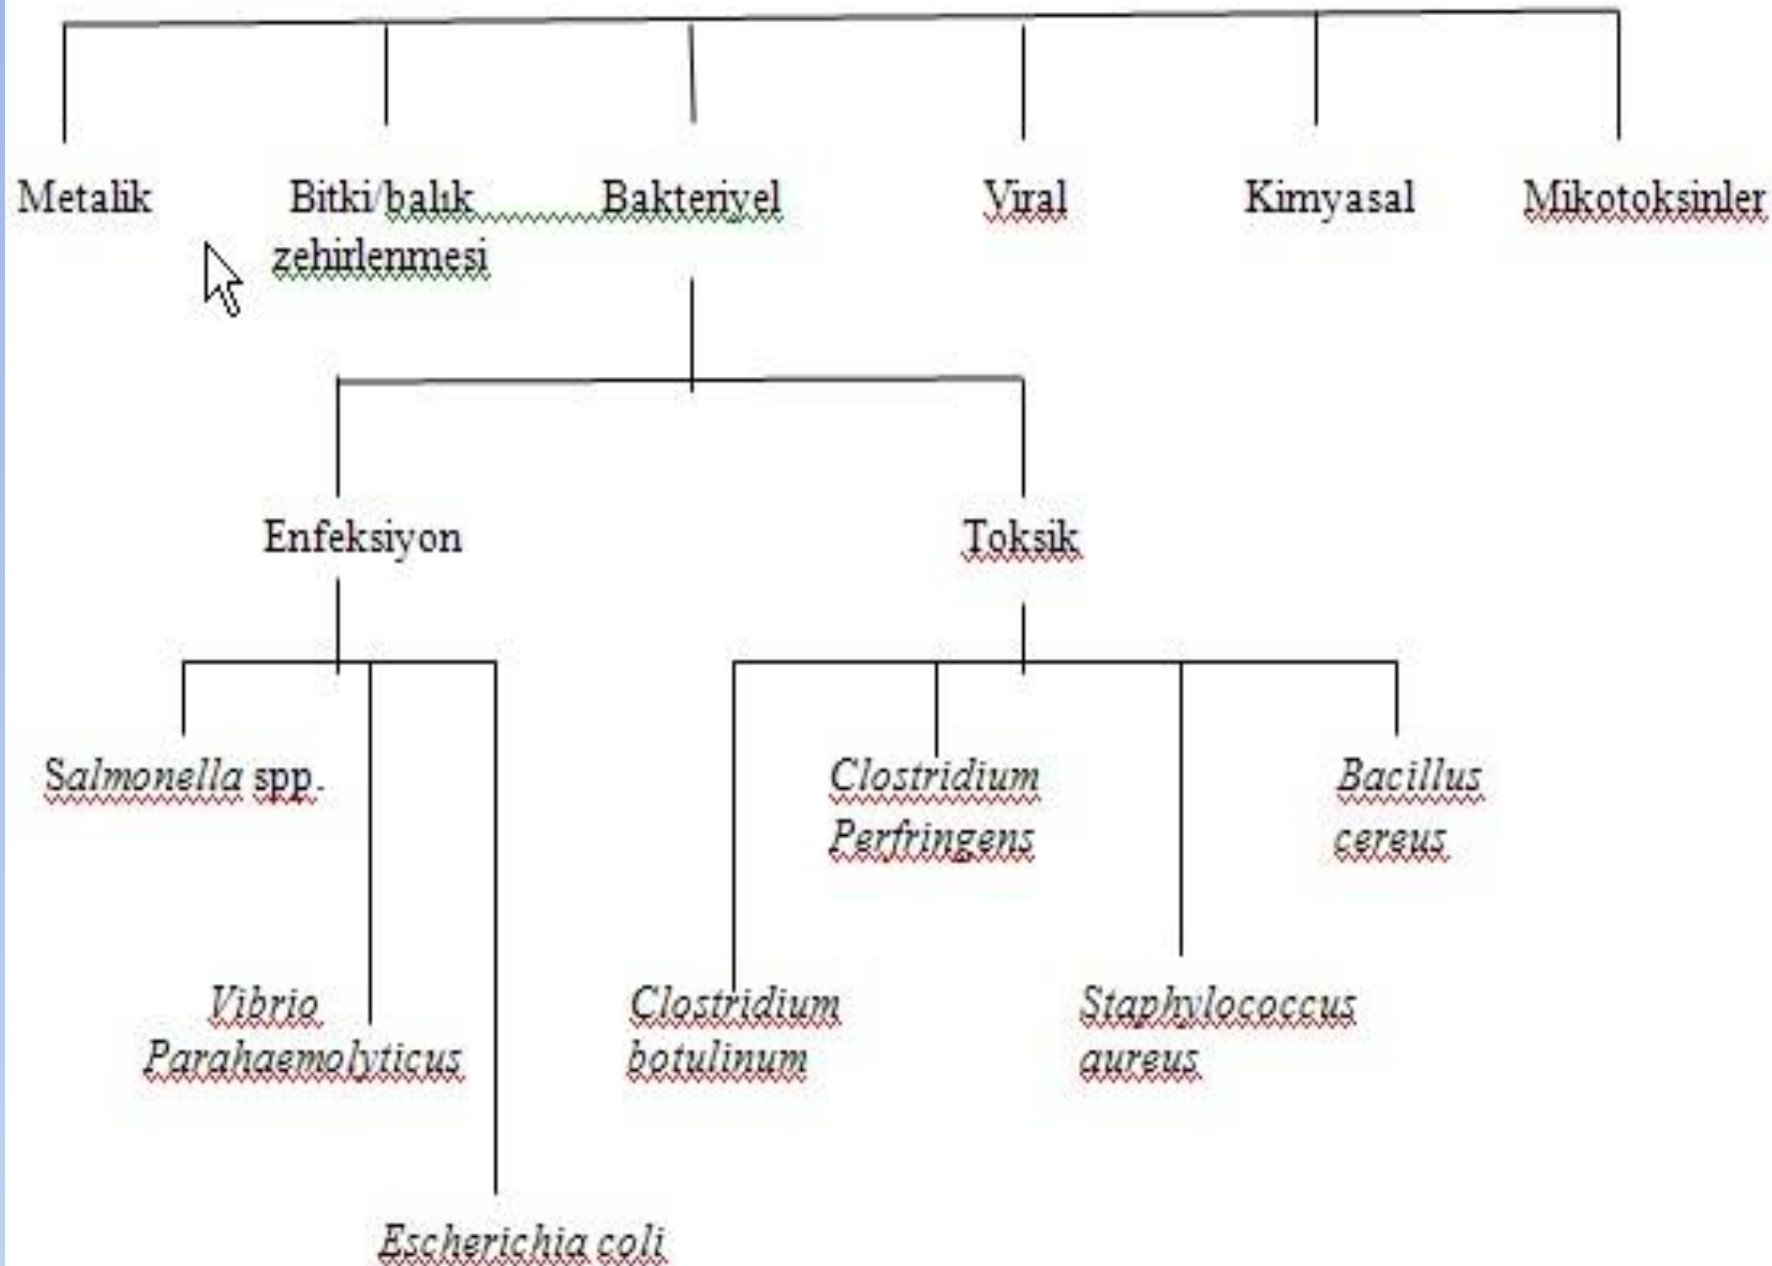 Metalik Bitki/balık Bakteriyel Viral Kimyasal Mikotoksinler
zehirlenmesi
Enfeksiyon Toksik
Salmonella spp. Clostridium Bacillus
Perfringens cereus
Vibrio Clostridium Staphylococcus
Parahaemolyticus botulinum aureus
Escherichia coli